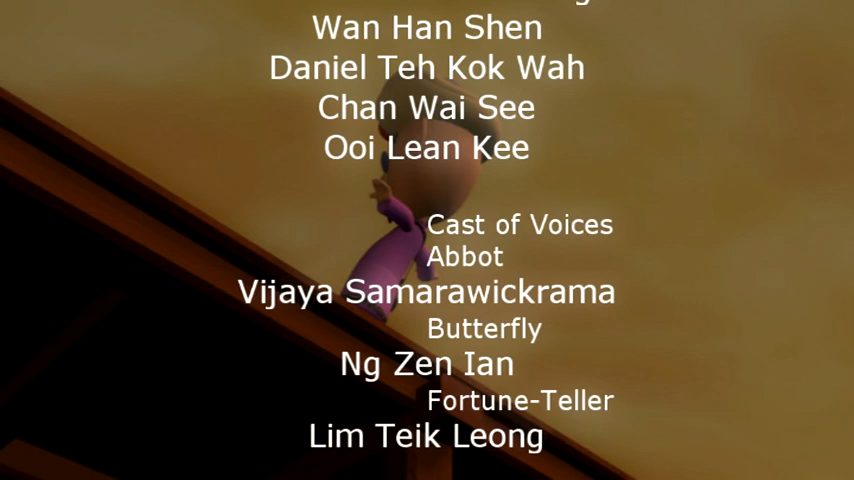 Wan Han Shen
Daniel Teh Kok Wah
Chan Wai See
Ooi Lean Kee
Cast of Voices
Abbot
Vijaya Samarawickrama
Butterfly
Ng Zen Ian
Fortune-Teller
Lim Teik Leong